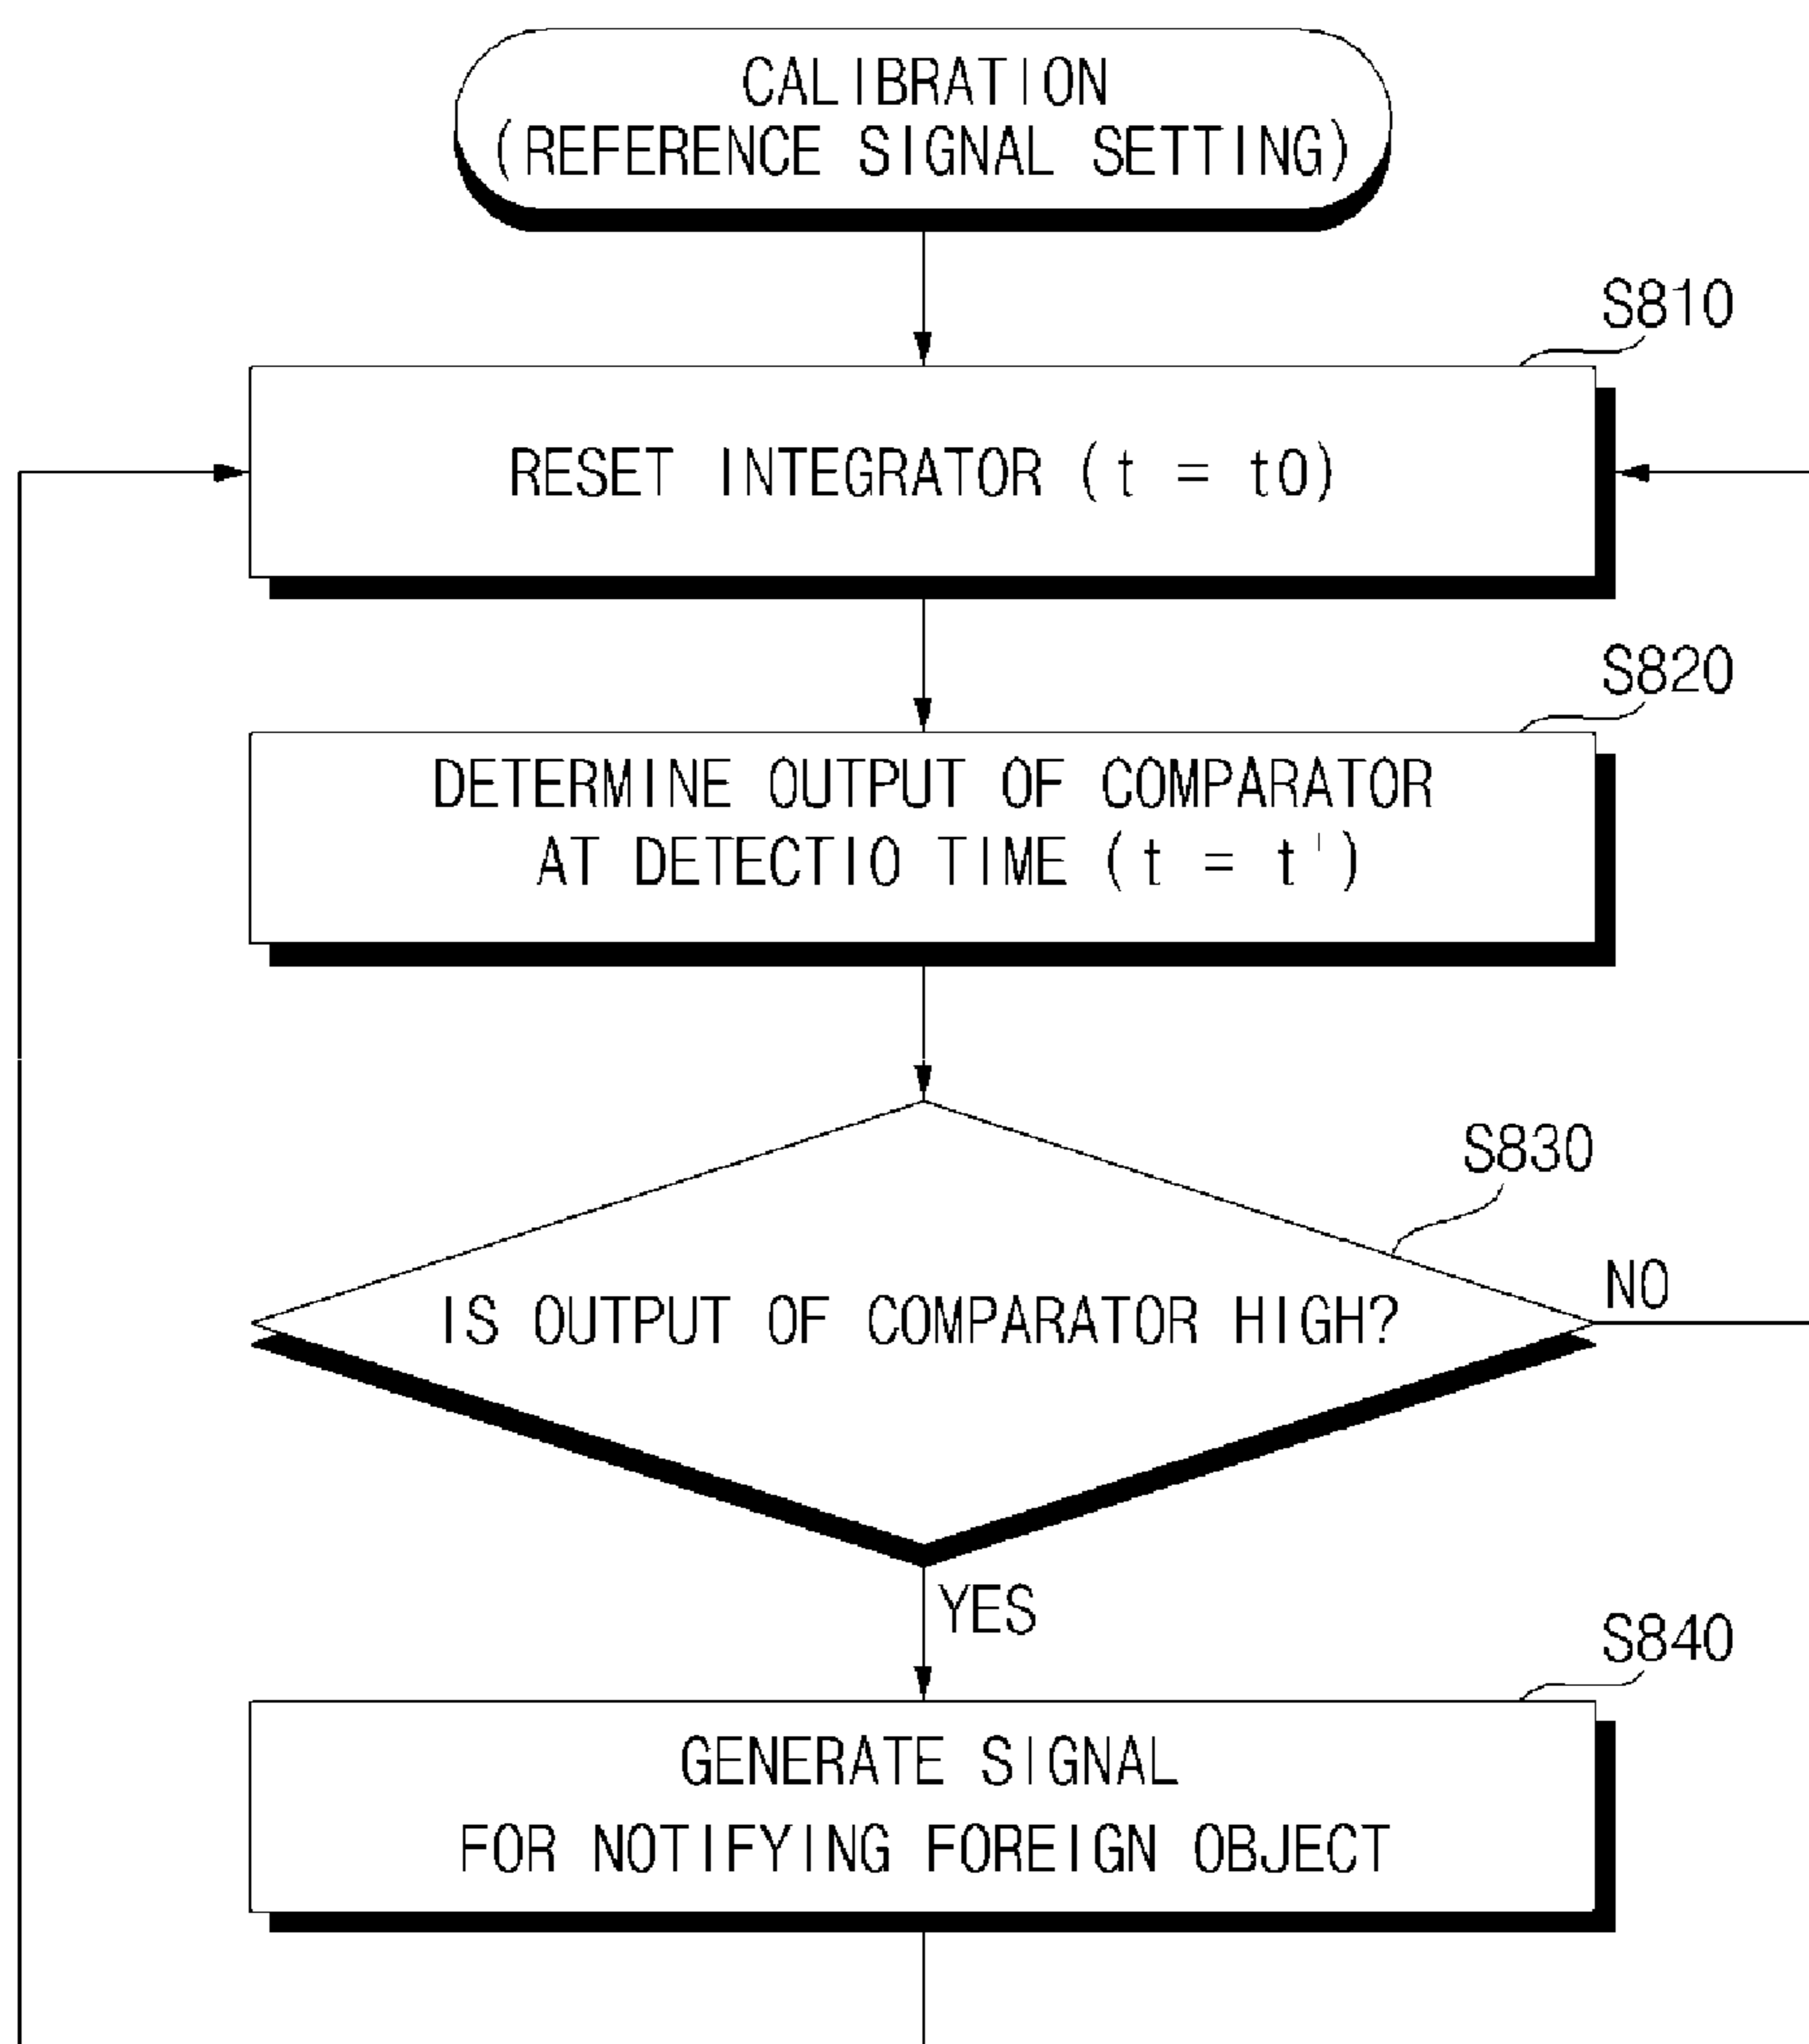 CALIBRATION
(REFERENCE SIGNAL SETTING)
S810
RESET INTEGRATOR (t = t0)
S820
DETERMINE OUTPUT OF COMPARATOR
AT DETECTIO TIME (t = t')
S830
IS OUTPUT OF COMPARATOR HIGH?
NO
YES
S840
GENERATE SIGNAL
FOR NOTIFYING FOREIGN OBJECT